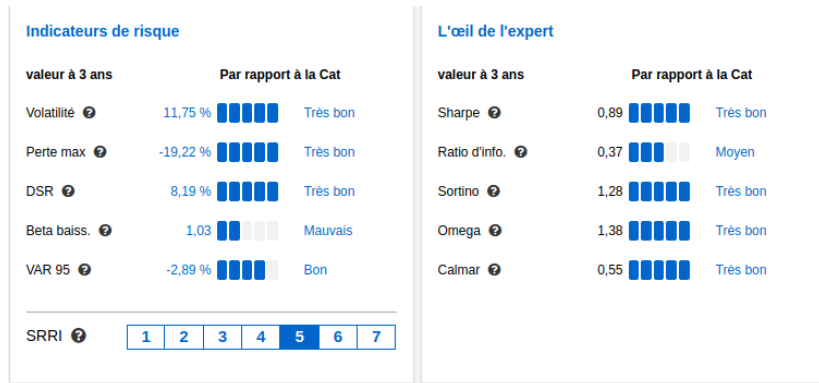 Indicateurs de risque
valeur à 3 ans Par rapport à la Cat
Volatilité ? 11,75 % Très bon
Perte max ? -19,22 % Très bon
DSR ? 8,19 % Très bon
Beta baiss. ? 1,03 Mauvais
VAR 95 ? -2,89 % Bon
SRRI ? 1 2 3 4 5 6 7
L'œil de l'expert
valeur à 3 ans Par rapport à la Cat
Sharpe ? 0,89 Très bon
Ratio d'info. ? 0,37 Moyen
Sortino ? 1,28 Très bon
Omega ? 1,38 Très bon
Calmar ? 0,55 Très bon